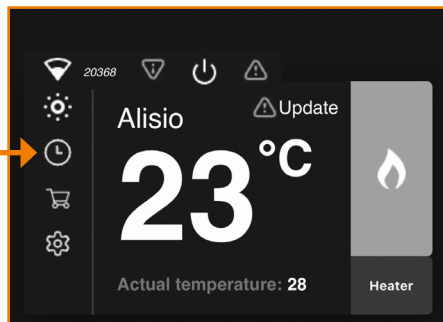 20368
Alisio
Update
23°C
Actual temperature: 28
Heater